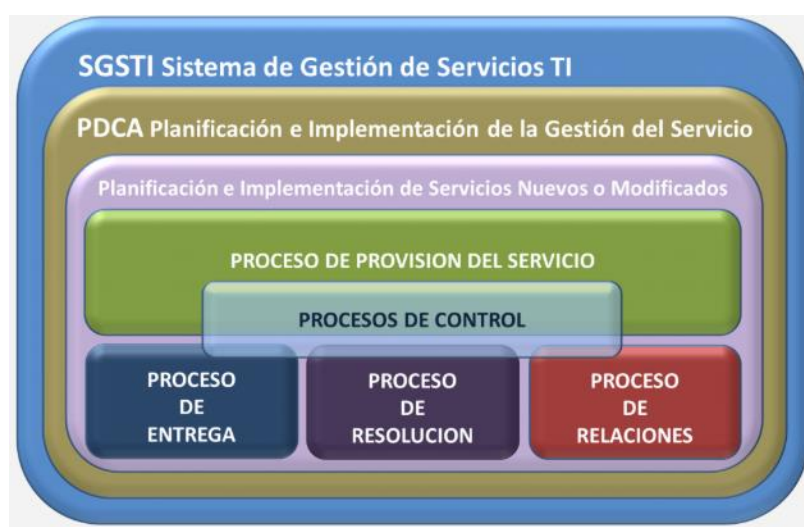 SGSTI Sistema de Gestión de Servicios TI
PDCA Planificación e Implementación de la Gestión del Servicio
Planificación e Implementación de Servicios Nuevos o Modificados
PROCESO DE PROVISION DEL SERVICIO
PROCESOS DE CONTROL
PROCESO
DE
ENTREGA
PROCESO
DE
RESOLUCION
PROCESO
DE
RELACIONES